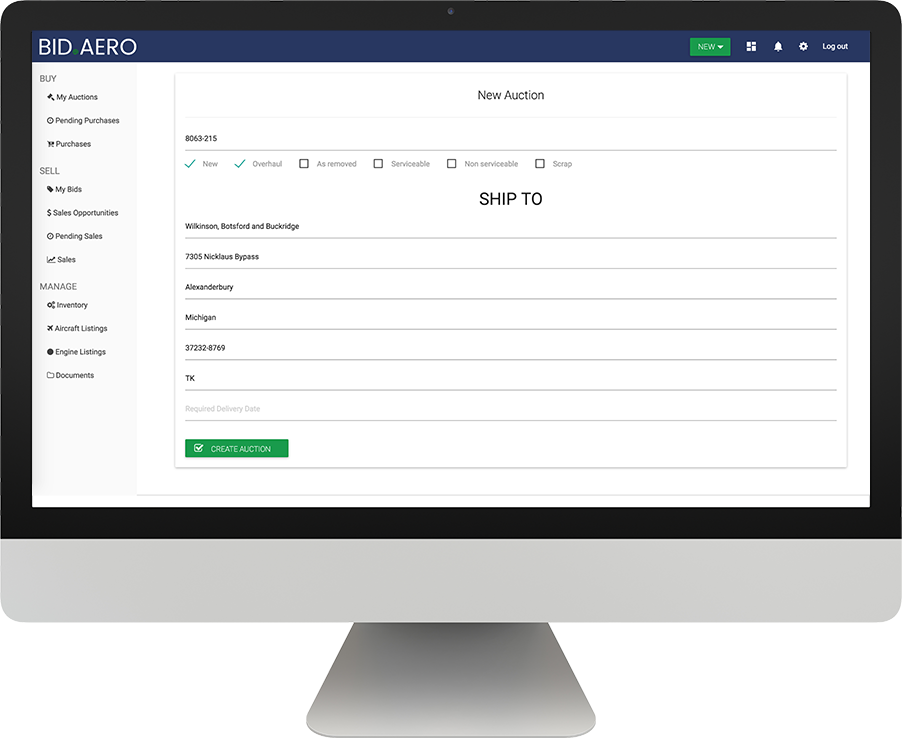 BID.AERO
NEW
Log out
BUY
My Auctions
Pending Purchases
Purchases
SELL
My Bids
$ Sales Opportunities
Pending Sales
Sales
MANAGE
Inventory
Aircraft Listings
Engine Listings
Documents
New Auction
8063-215
New Overhaul As removed Serviceable Non serviceable Scrap
SHIP TO
Wilkinson, Botsford and Buckridge
7305 Nicklaus Bypass
Alexanderbury
Michigan
37232-8769
TK
Required Delivery Date
CREATE AUCTION